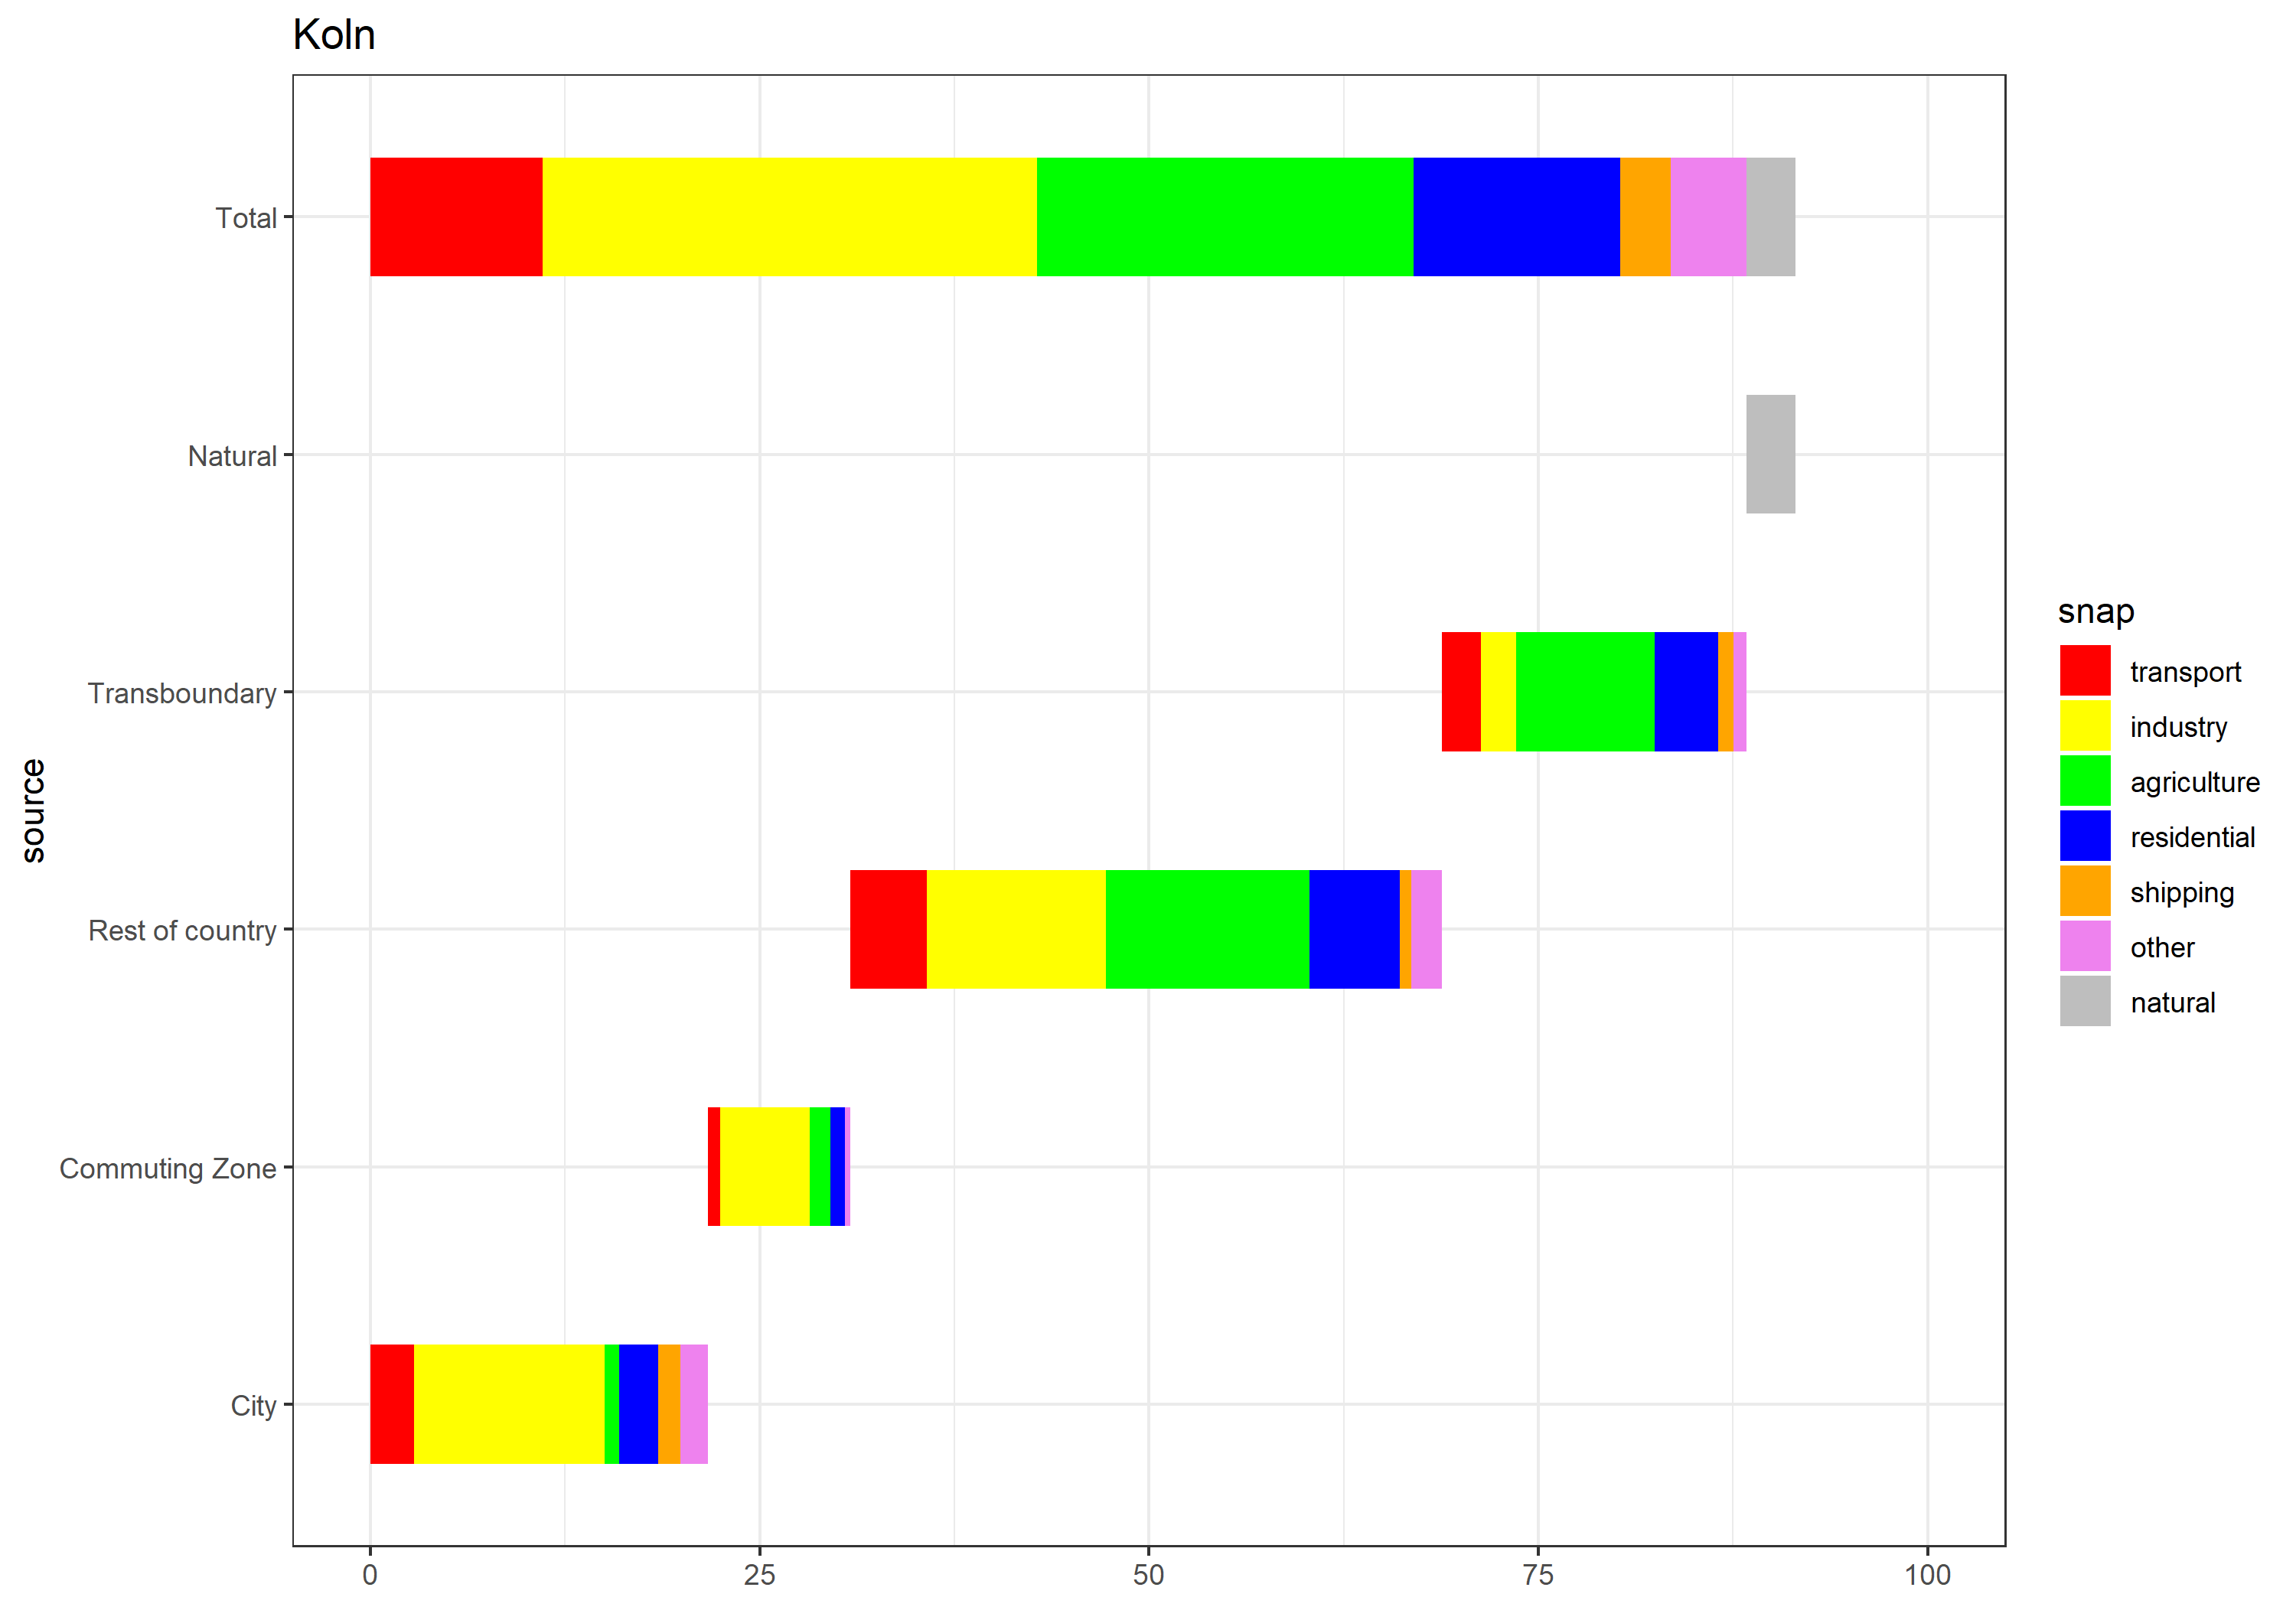 Koln
Total
Natural
Transboundary
Rest of country
Commuting Zone
City
source
0 25 50 75 100
snap
transport
industry
agriculture
residential
shipping
other
natural